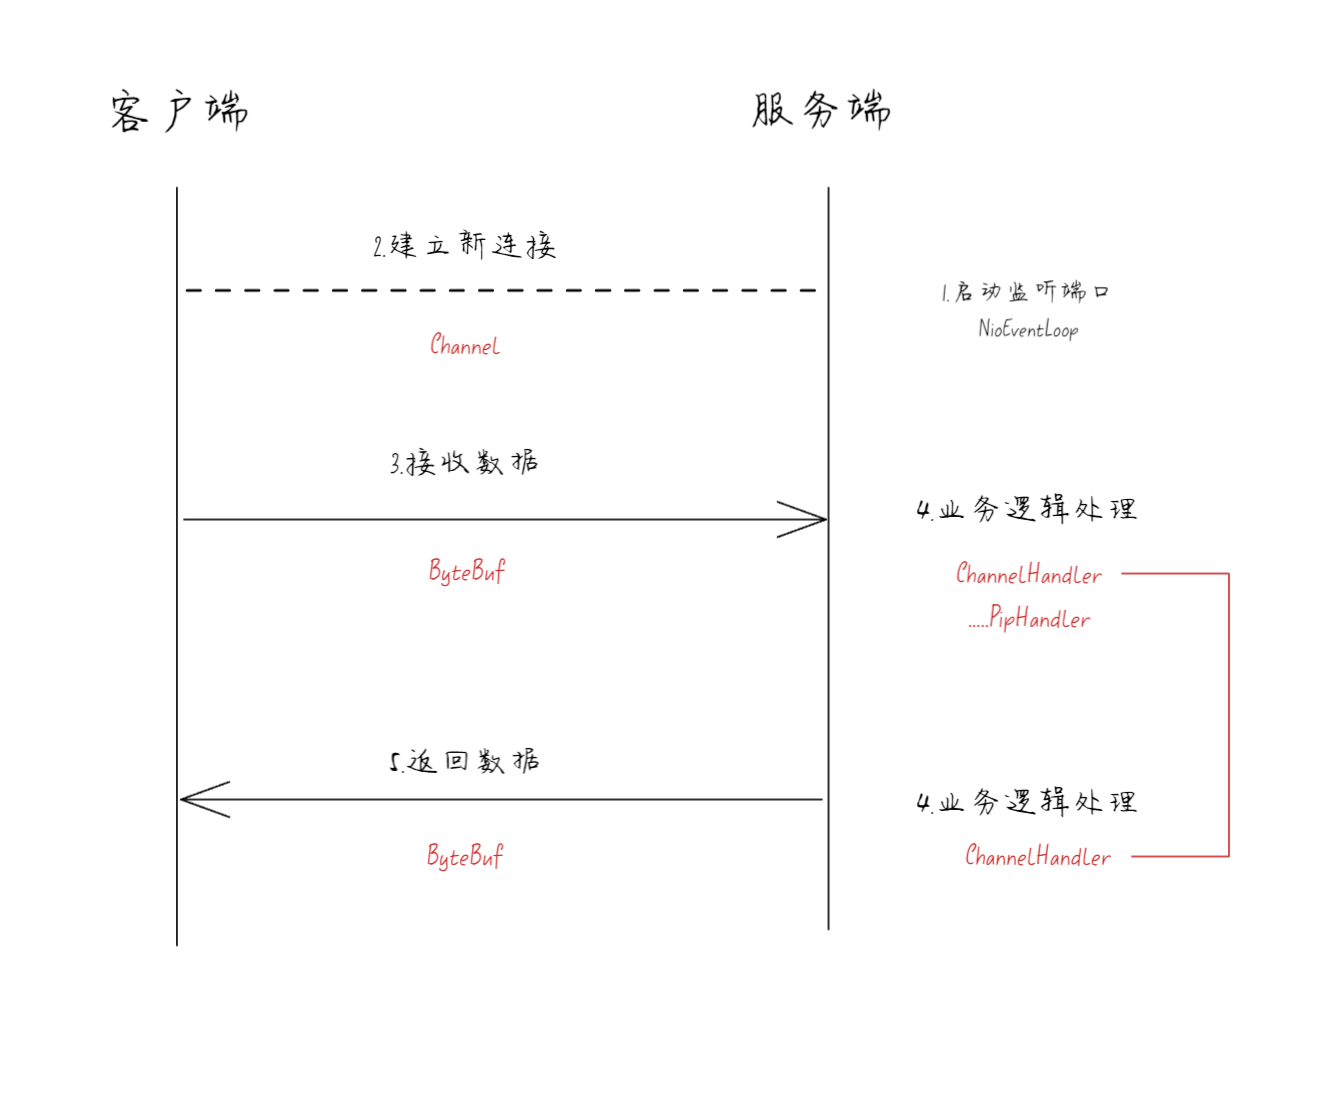 客户端
服务端
2.建立新连接
1.启动监听端口
NioEventLoop
Channel
3.接收数据
4.业务逻辑处理
ByteBuf
ChannelHandler
.....PipHandler
5.返回数据
4.业务逻辑处理
ByteBuf
ChannelHandler